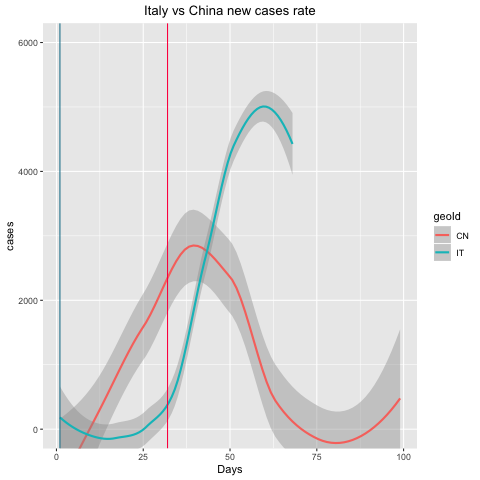 Italy vs China new cases rate
6000
4000
2000
0
cases
0 25 50 75 100
Days
geoId
CN
IT